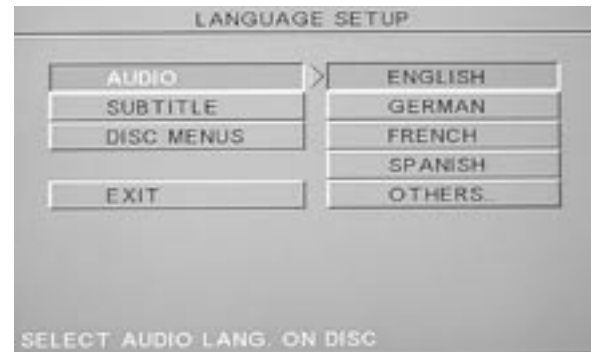 LANGUAGE SETUP
AUDIO
SUBTITLE
DISC MENUS
EXIT
>
ENGLISH
GERMAN
FRENCH
SPANISH
OTHERS...
SELECT AUDIO LANG. ON DISC